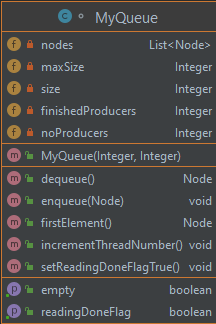 C MyQueue
f nodes List<Node>
f maxSize Integer
f size Integer
f finishedProducers Integer
f noProducers Integer
m MyQueue(Integer, Integer)
m dequeue() Node
m enqueue(Node) void
m firstElement() Node
m incrementThreadNumber() void
m setReadingDoneFlagTrue() void
p empty boolean
p readingDoneFlag boolean